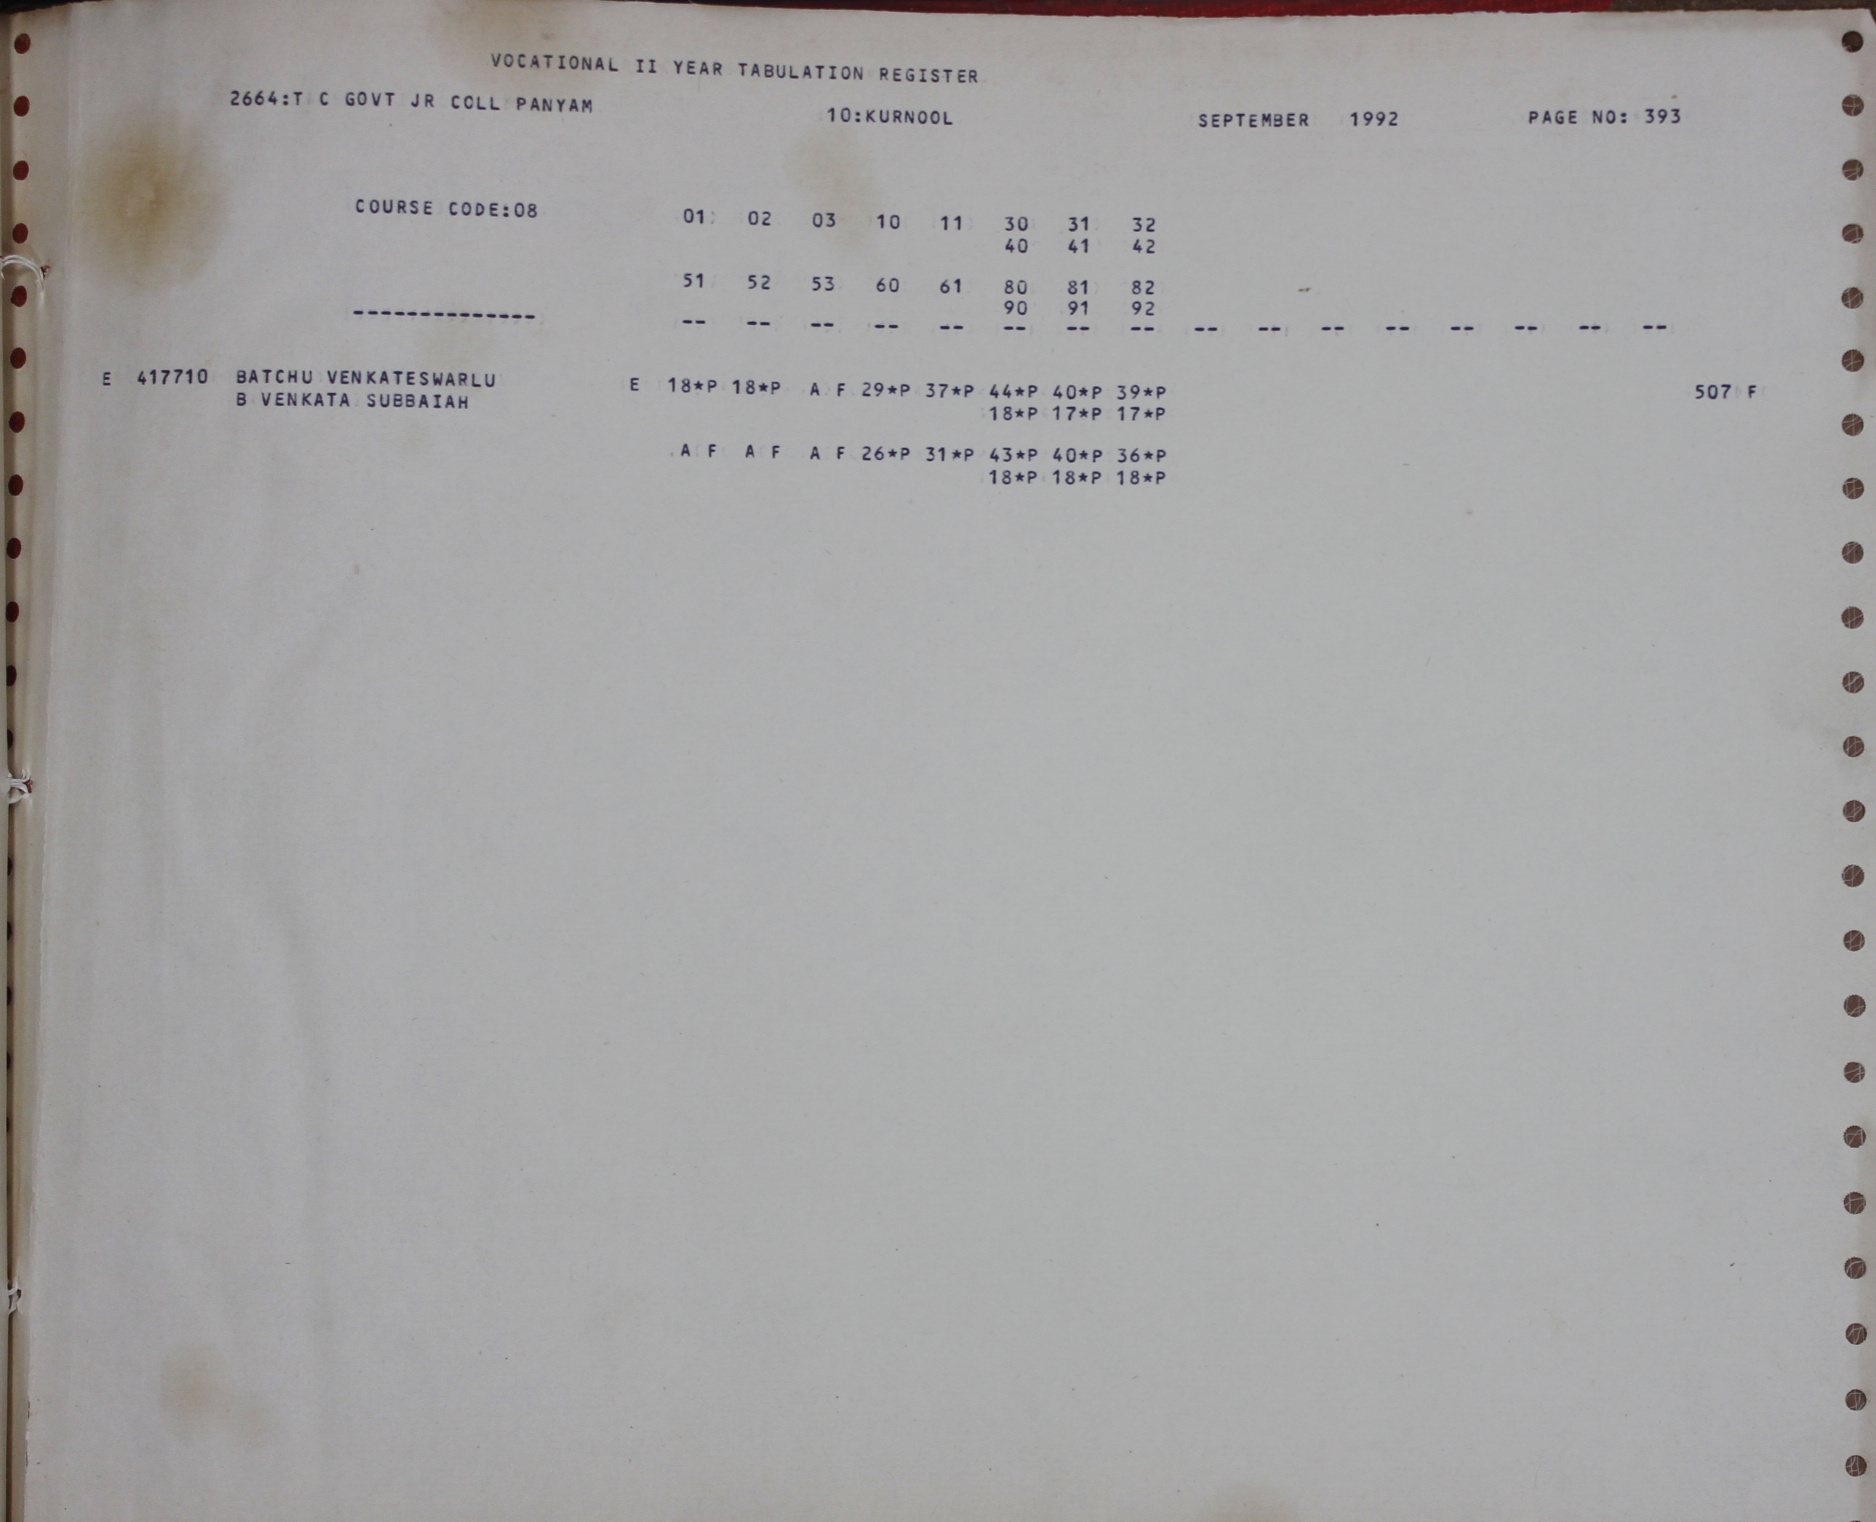 VOCATIONAL II YEAR TABULATION REGISTER
2664:T C GOVT JR COLL PANYAM 10:KURNOOL SEPTEMBER 1992 PAGE NO: 393
COURSE CODE:08 01 02 03 10 11 30 31 32
40 41 42
51 52 53 60 61 80 81 82
90 91 92
-------------- -- -- -- -- -- -- -- -- -- -- -- -- -- -- -- --
E 417710 BATCHU VENKATESWARLU E 18*P 18*P A F 29*P 37*P 44*P 40*P 39*P 507 F
B VENKATA SUBBAIAH 18*P 17*P 17*P
A F A F A F 26*P 31*P 43*P 40*P 36*P
18*P 18*P 18*P